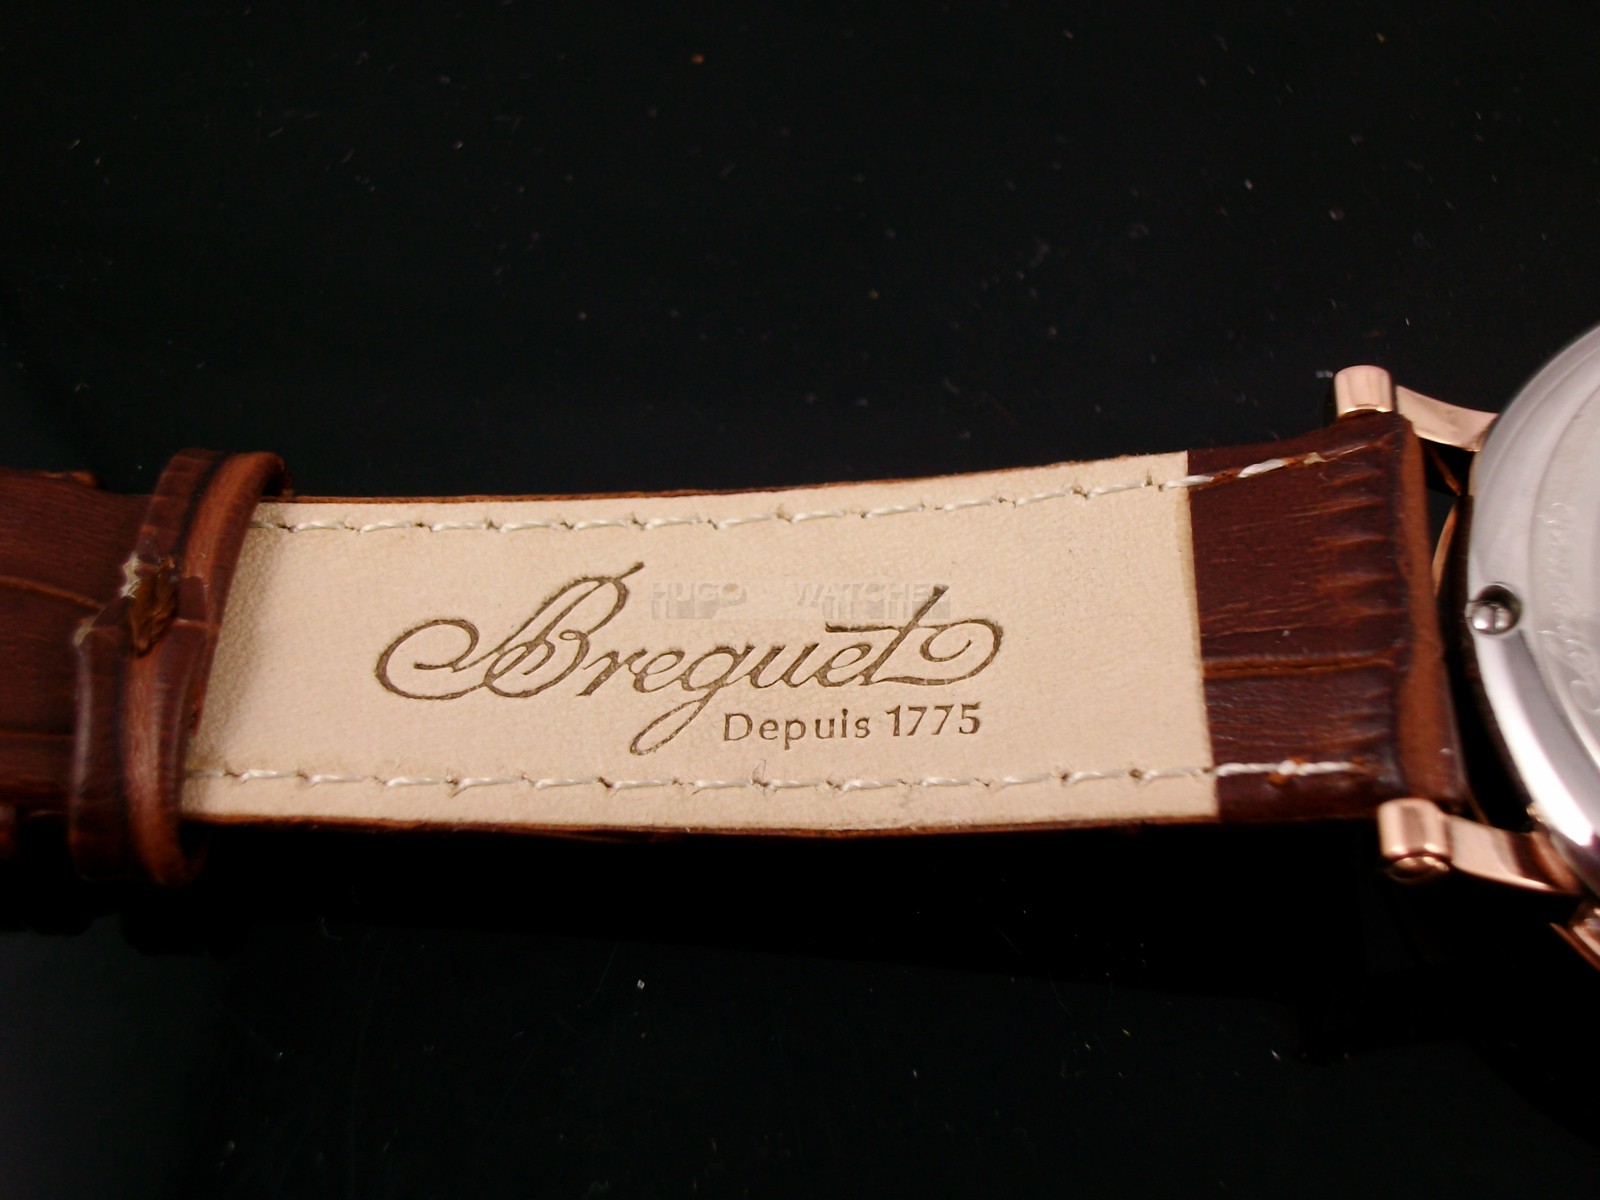 HUGO WATCHES
Breguet
Depuis 1775